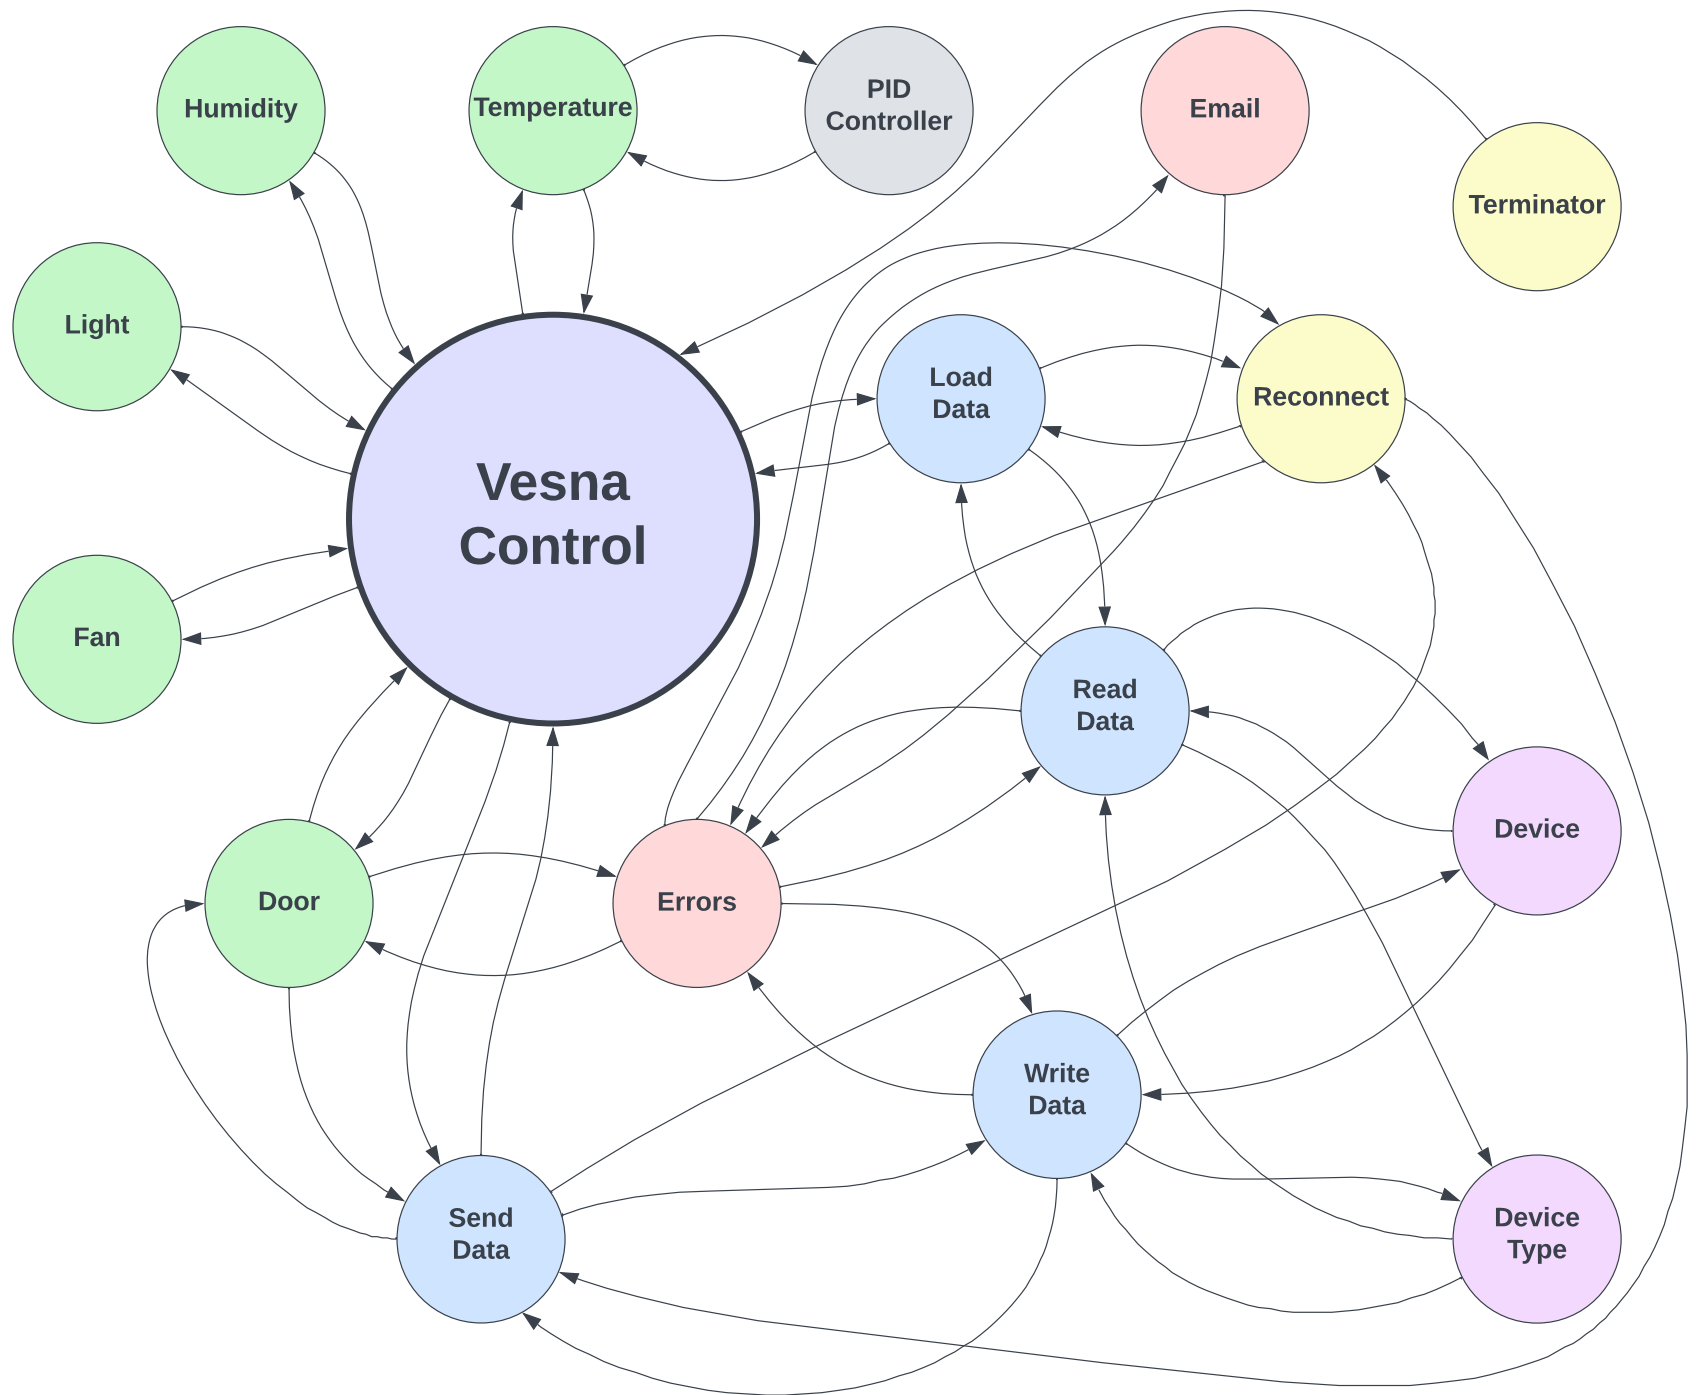 Humidity
Temperature
PID
Controller
Email
Terminator
Light
Load
Data
Reconnect
Vesna
Control
Fan
Read
Data
Device
Door
Errors
Write
Data
Send
Data
Device
Type